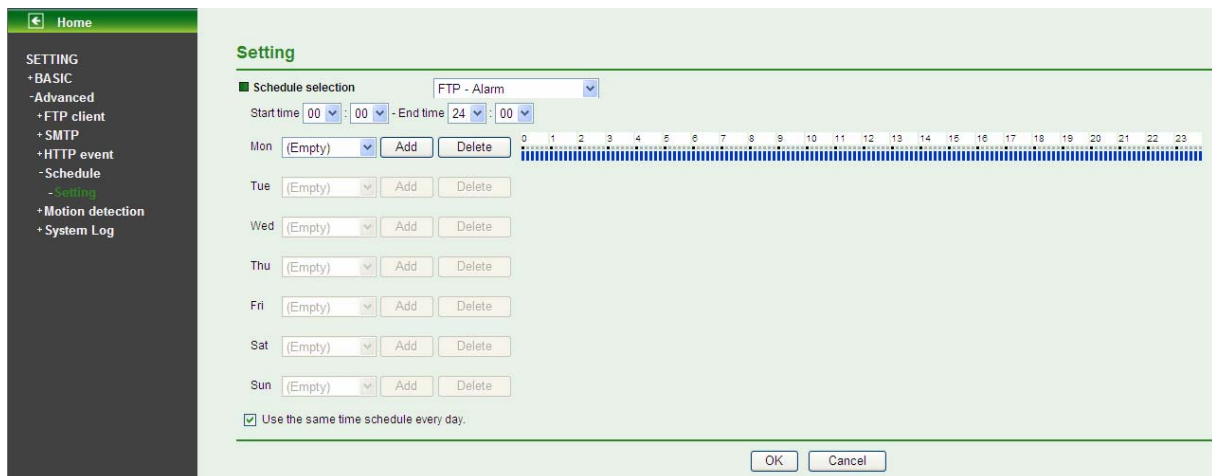 Home
SETTING
+BASIC
-Advanced
+FTP client
+SMTP
+HTTP event
-Schedule
-Setting
+Motion detection
+System Log
Setting
Schedule selection FTP - Alarm
Start time 00 : 00 - End time 24 : 00
0 1 2 3 4 5 6 7 8 9 10 11 12 13 14 15 16 17 18 19 20 21 22 23
Mon (Empty) Add Delete
Tue (Empty) Add Delete
Wed (Empty) Add Delete
Thu (Empty) Add Delete
Fri (Empty) Add Delete
Sat (Empty) Add Delete
Sun (Empty) Add Delete
Use the same time schedule every day.
OK Cancel